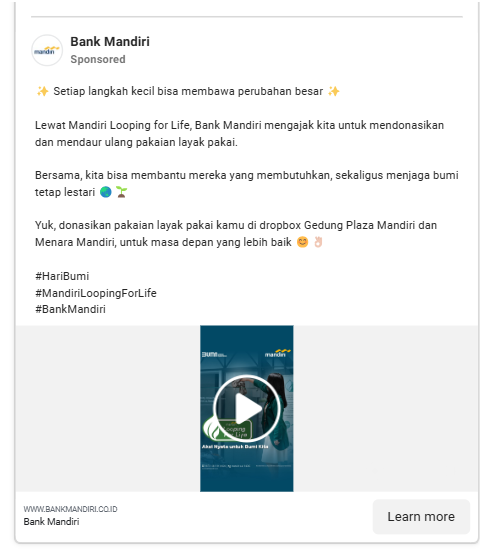 mandiri
Bank Mandiri
Sponsored
✨ Setiap langkah kecil bisa membawa perubahan besar ✨
Lewat Mandiri Looping for Life, Bank Mandiri mengajak kita untuk mendonasikan
dan mendaur ulang pakaian layak pakai.
Bersama, kita bisa membantu mereka yang membutuhkan, sekaligus menjaga bumi
tetap lestari 🌏 🌱
Yuk, donasikan pakaian layak pakai kamu di dropbox Gedung Plaza Mandiri dan
Menara Mandiri, untuk masa depan yang lebih baik 😊 👌🏻
#HariBumi
#MandiriLoopingForLife
#BankMandiri
BUMN
mandiri
Looping
for Life
Aksi Nyata untuk Bumi Kita
WWW.BANKMANDIRI.CO.ID
Bank Mandiri
Learn more